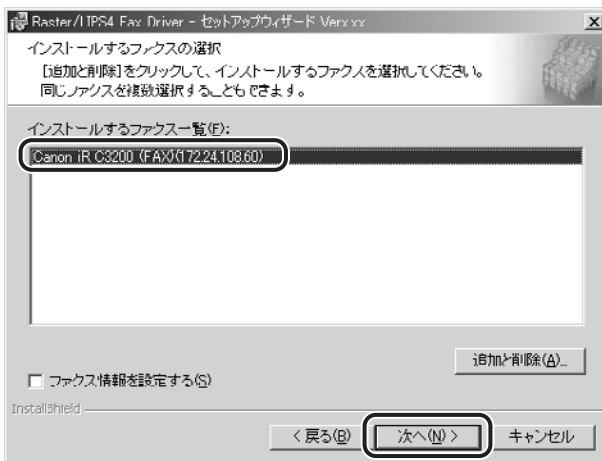 Raster/LIPS4 Fax Driver - セットアップウィザード Verx.xx
インストールするファクスの選択
[追加と削除]をクリックして、インストールするファクスを選択してください。
同じファクスを複数選択することもできます。
インストールするファクス一覧(F):
Canon iR C3200 (FAX)(172.24.108.60)
追加と削除(A)...
ファクス情報を設定する(S)
InstallShield
< 戻る(B)
次へ(N) >
キャンセル